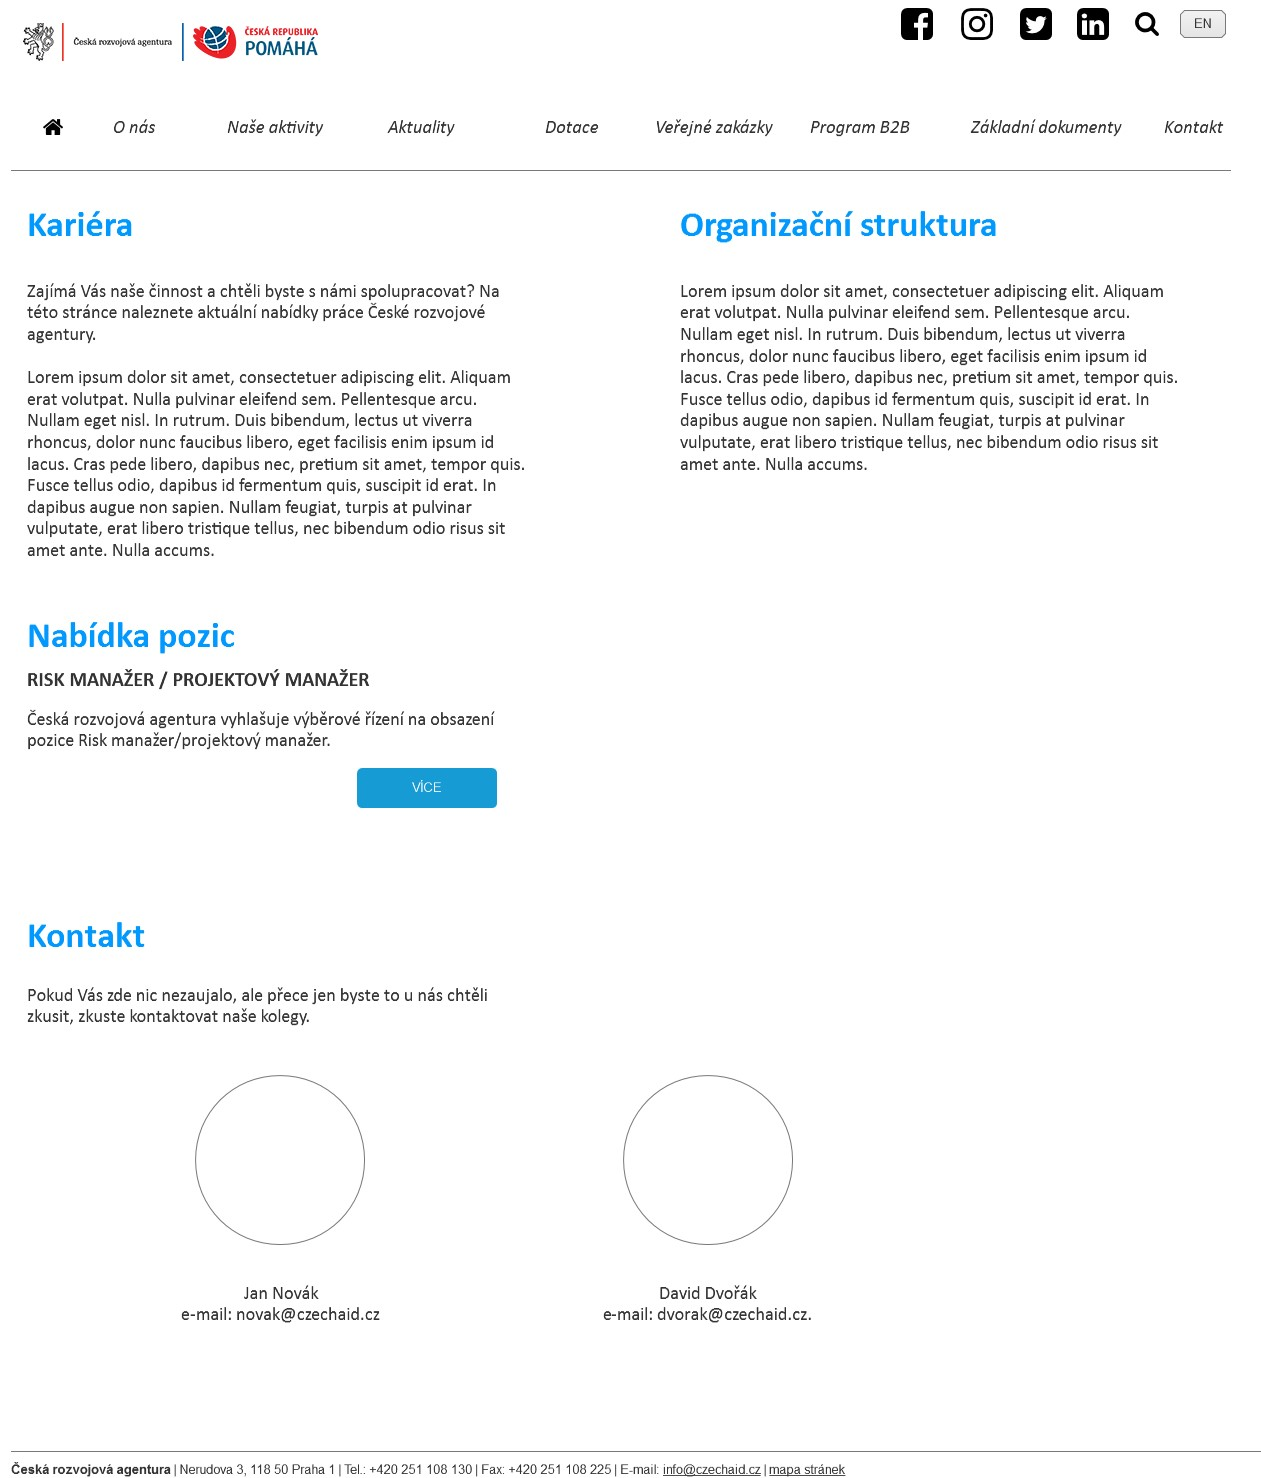 Česká rozvojová agentura
ČESKÁ REPUBLIKA
POMÁHÁ
EN
O nás Naše aktivity Aktuality Dotace Veřejné zakázky Program B2B Základní dokumenty Kontakt
Kariéra
Zajímá Vás naše činnost a chtěli byste s námi spolupracovat? Na
této stránce naleznete aktuální nabídky práce České rozvojové
agentury.
Lorem ipsum dolor sit amet, consectetuer adipiscing elit. Aliquam
erat volutpat. Nulla pulvinar eleifend sem. Pellentesque arcu.
Nullam eget nisl. In rutrum. Duis bibendum, lectus ut viverra
rhoncus, dolor nunc faucibus libero, eget facilisis enim ipsum id
lacus. Cras pede libero, dapibus nec, pretium sit amet, tempor quis.
Fusce tellus odio, dapibus id fermentum quis, suscipit id erat. In
dapibus augue non sapien. Nullam feugiat, turpis at pulvinar
vulputate, erat libero tristique tellus, nec bibendum odio risus sit
amet ante. Nulla accums.
Organizační struktura
Lorem ipsum dolor sit amet, consectetuer adipiscing elit. Aliquam
erat volutpat. Nulla pulvinar eleifend sem. Pellentesque arcu.
Nullam eget nisl. In rutrum. Duis bibendum, lectus ut viverra
rhoncus, dolor nunc faucibus libero, eget facilisis enim ipsum id
lacus. Cras pede libero, dapibus nec, pretium sit amet, tempor quis.
Fusce tellus odio, dapibus id fermentum quis, suscipit id erat. In
dapibus augue non sapien. Nullam feugiat, turpis at pulvinar
vulputate, erat libero tristique tellus, nec bibendum odio risus sit
amet ante. Nulla accums.
Nabídka pozic
RISK MANAŽER / PROJEKTOVÝ MANAŽER
Česká rozvojová agentura vyhlašuje výběrové řízení na obsazení
pozice Risk manažer/projektový manažer.
VÍCE
Kontakt
Pokud Vás zde nic nezaujalo, ale přece jen byste to u nás chtěli
zkusit, zkuste kontaktovat naše kolegy.
Jan Novák
e-mail: novak@czechaid.cz
David Dvořák
e-mail: dvorak@czechaid.cz.
Česká rozvojová agentura | Nerudova 3, 118 50 Praha 1 | Tel.: +420 251 108 130 | Fax: +420 251 108 225 | E-mail: info@czechaid.cz | mapa stránek